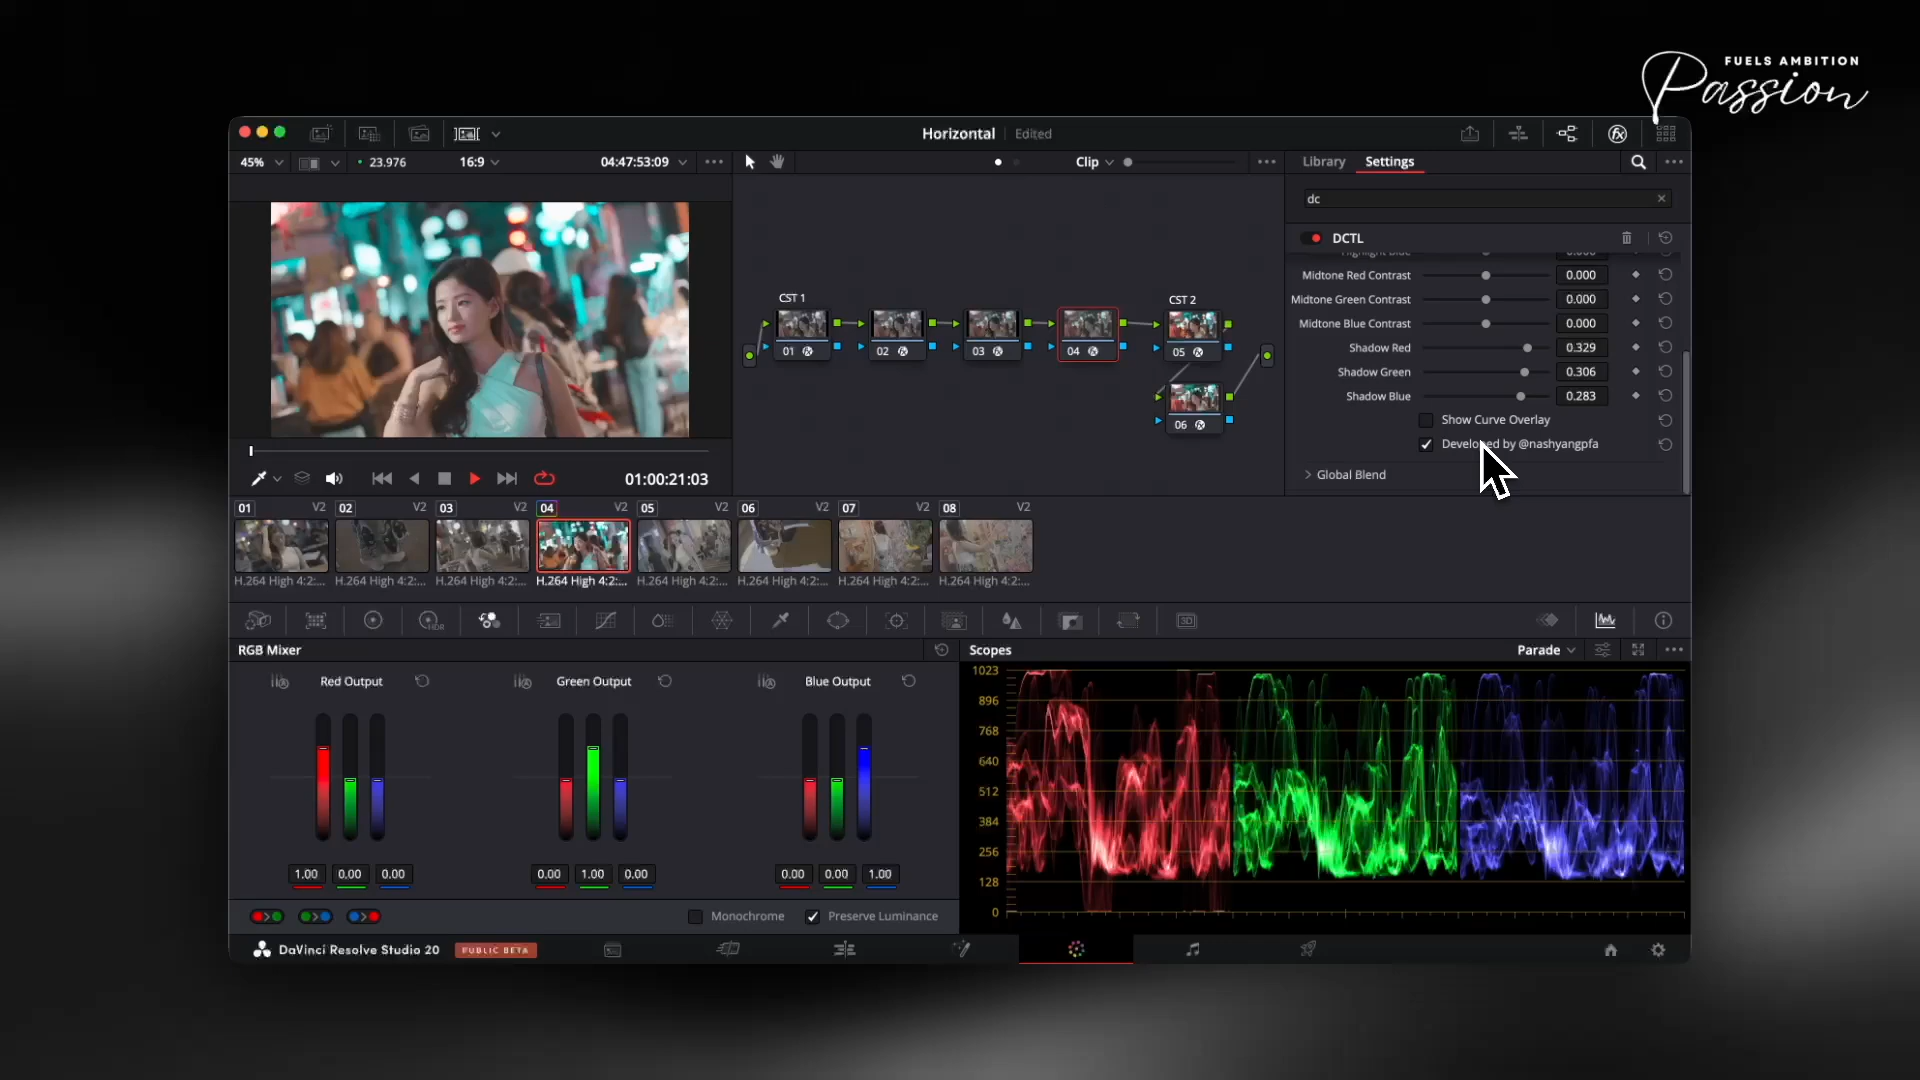 FUELS AMBITION
Passion
Horizontal Edited
45% 23.976 16:9 04:47:53:09 Clip Library Settings
dc
DCTL
Midtone Red Contrast 0.000
Midtone Green Contrast 0.000
Midtone Blue Contrast 0.000
Shadow Red 0.329
Shadow Green 0.306
Shadow Blue 0.283
Show Curve Overlay
Developed by @nashyangpfa
Global Blend
CST 1
CST 2
01 02 03 04 05
06
01:00:21:03
01 V2 02 V2 03 V2 04 V2 05 V2 06 V2 07 V2 08 V2
H.264 High 4:2:... H.264 High 4:2:... H.264 High 4:2:... H.264 High 4:2:... H.264 High 4:2:... H.264 High 4:2:... H.264 High 4:2:... H.264 High 4:2:...
HDR
3D
RGB Mixer
Scopes Parade
Red Output Green Output Blue Output
1.00 0.00 0.00 0.00 1.00 0.00 0.00 0.00 1.00
Monochrome Preserve Luminance
1023
896
768
640
512
384
256
128
0
DaVinci Resolve Studio 20 PUBLIC BETA